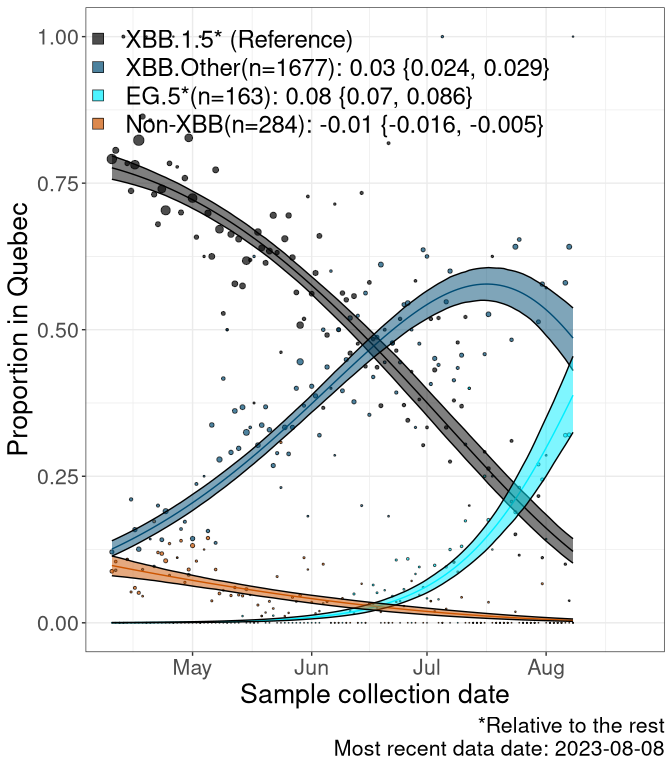 1.00
XBB.1.5* (Reference)
XBB.Other(n=1677): 0.03 {0.024, 0.029}
EG.5*(n=163): 0.08 {0.07, 0.086}
Non-XBB(n=284): -0.01 {-0.016, -0.005}
0.75
0.50
0.25
0.00
Proportion in Quebec
May Jun Jul Aug
Sample collection date
*Relative to the rest
Most recent data date: 2023-08-08